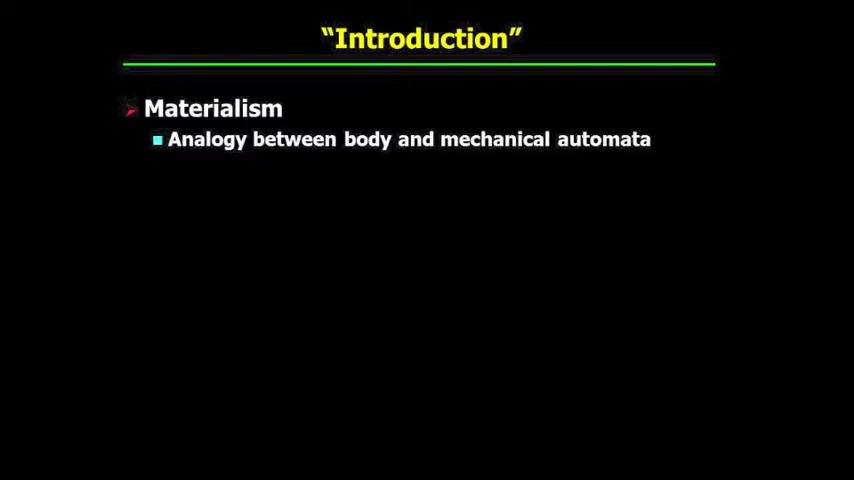 “Introduction”
Materialism
Analogy between body and mechanical automata